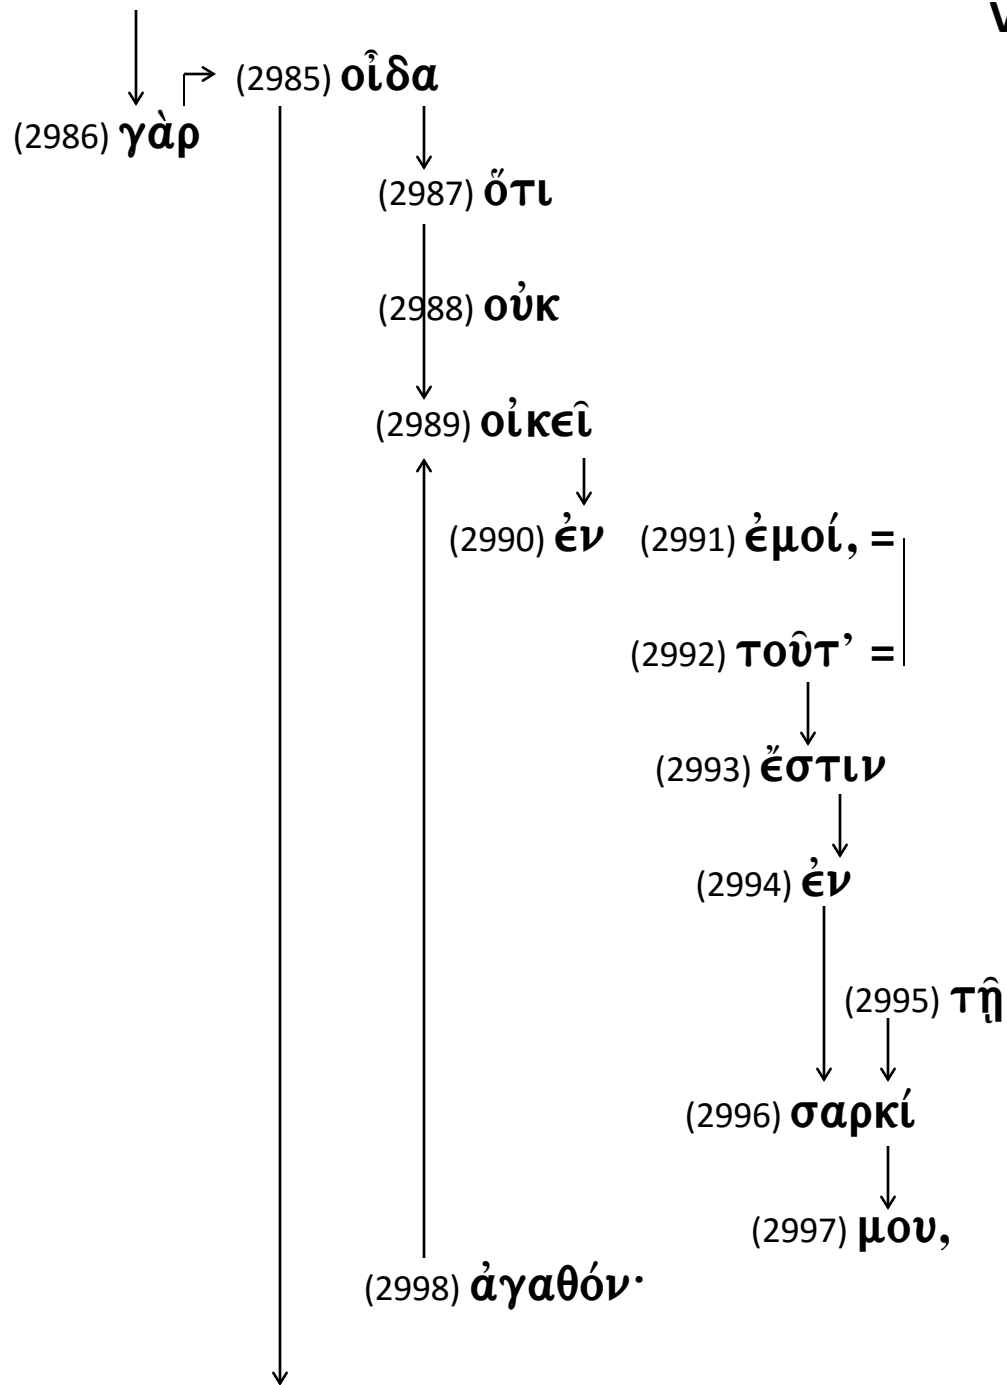 V
(2985) οἶδα
(2986) γὰρ
(2987) ὅτι
(2988) οὐκ
(2989) οἰκεῖ
(2990) ἐν (2991) ἐμοί, =
(2992) τοῦτ’ =
(2993) ἔστιν
(2994) ἐν
(2995) τῇ
(2996) σαρκί
(2997) μου,
(2998) ἀγαθόν·